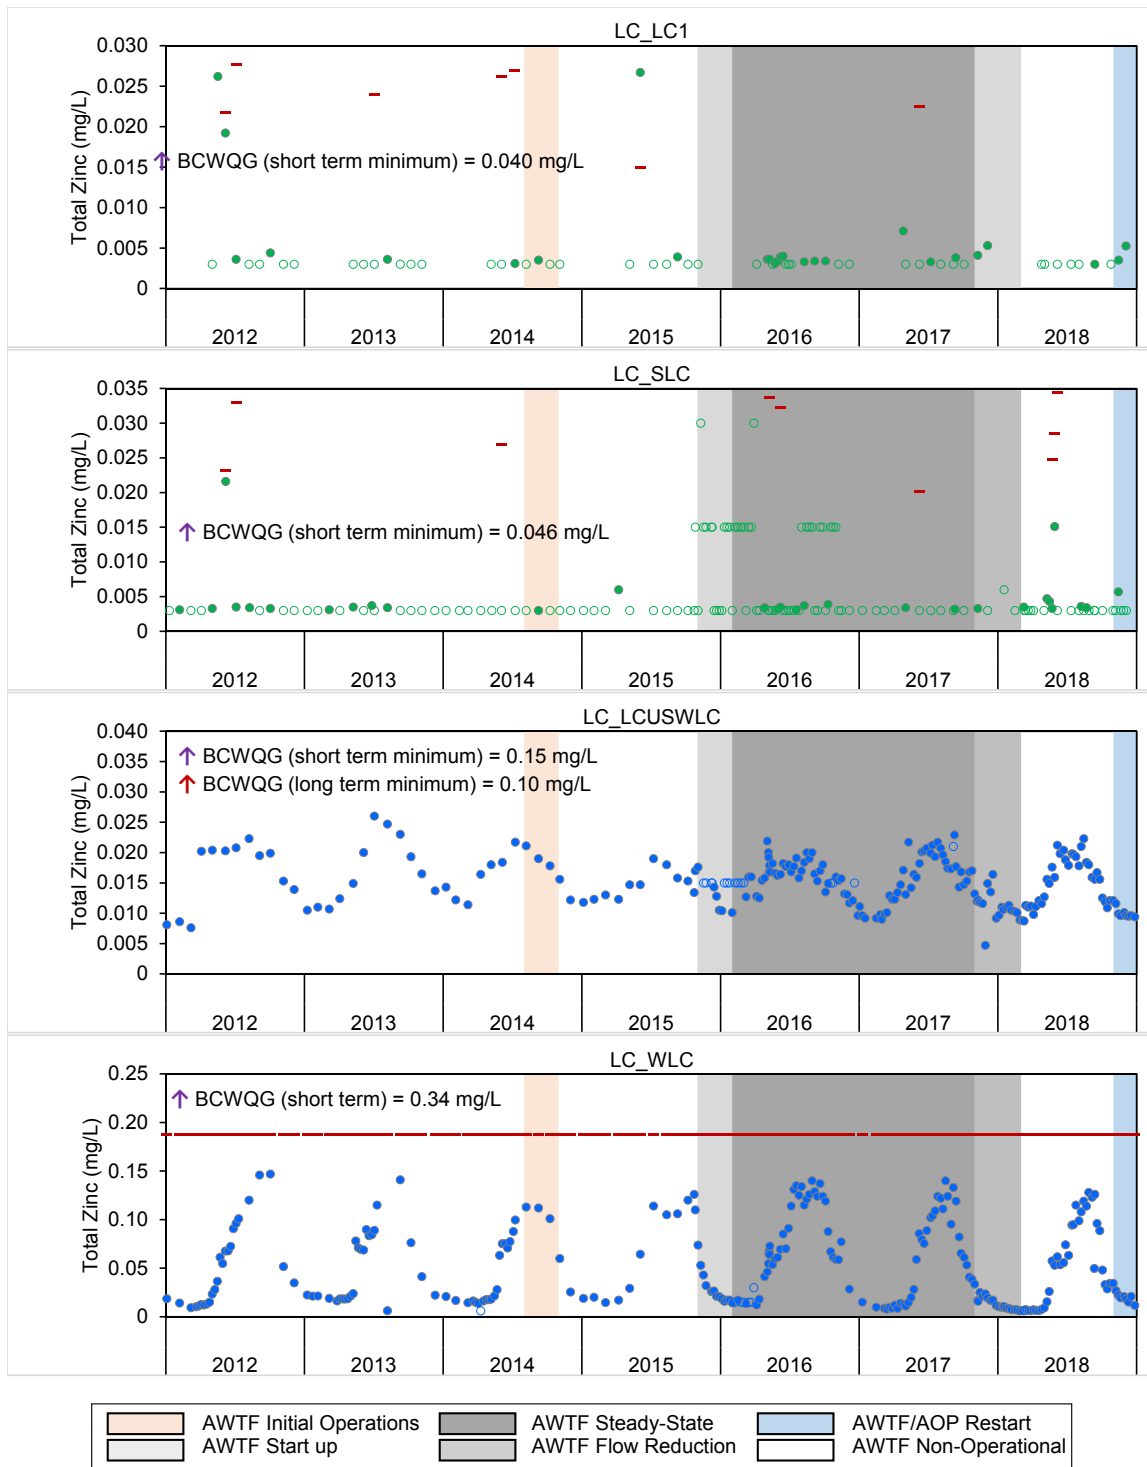 LC_LC1
Total Zinc (mg/L)
0.030
0.025
0.020
0.015
0.010
0.005
0
BCWQG (short term minimum) = 0.040 mg/L
2012 2013 2014 2015 2016 2017 2018
LC_SLC
Total Zinc (mg/L)
0.035
0.030
0.025
0.020
0.015
0.010
0.005
0
BCWQG (short term minimum) = 0.046 mg/L
2012 2013 2014 2015 2016 2017 2018
LC_LCUSWLC
Total Zinc (mg/L)
0.040
0.035
0.030
0.025
0.020
0.015
0.010
0.005
0
BCWQG (short term minimum) = 0.15 mg/L
BCWQG (long term minimum) = 0.10 mg/L
2012 2013 2014 2015 2016 2017 2018
LC_WLC
Total Zinc (mg/L)
0.25
0.20
0.15
0.10
0.05
0
BCWQG (short term) = 0.34 mg/L
2012 2013 2014 2015 2016 2017 2018
AWTF Initial Operations AWTF Steady-State AWTF/AOP Restart
AWTF Start up AWTF Flow Reduction AWTF Non-Operational